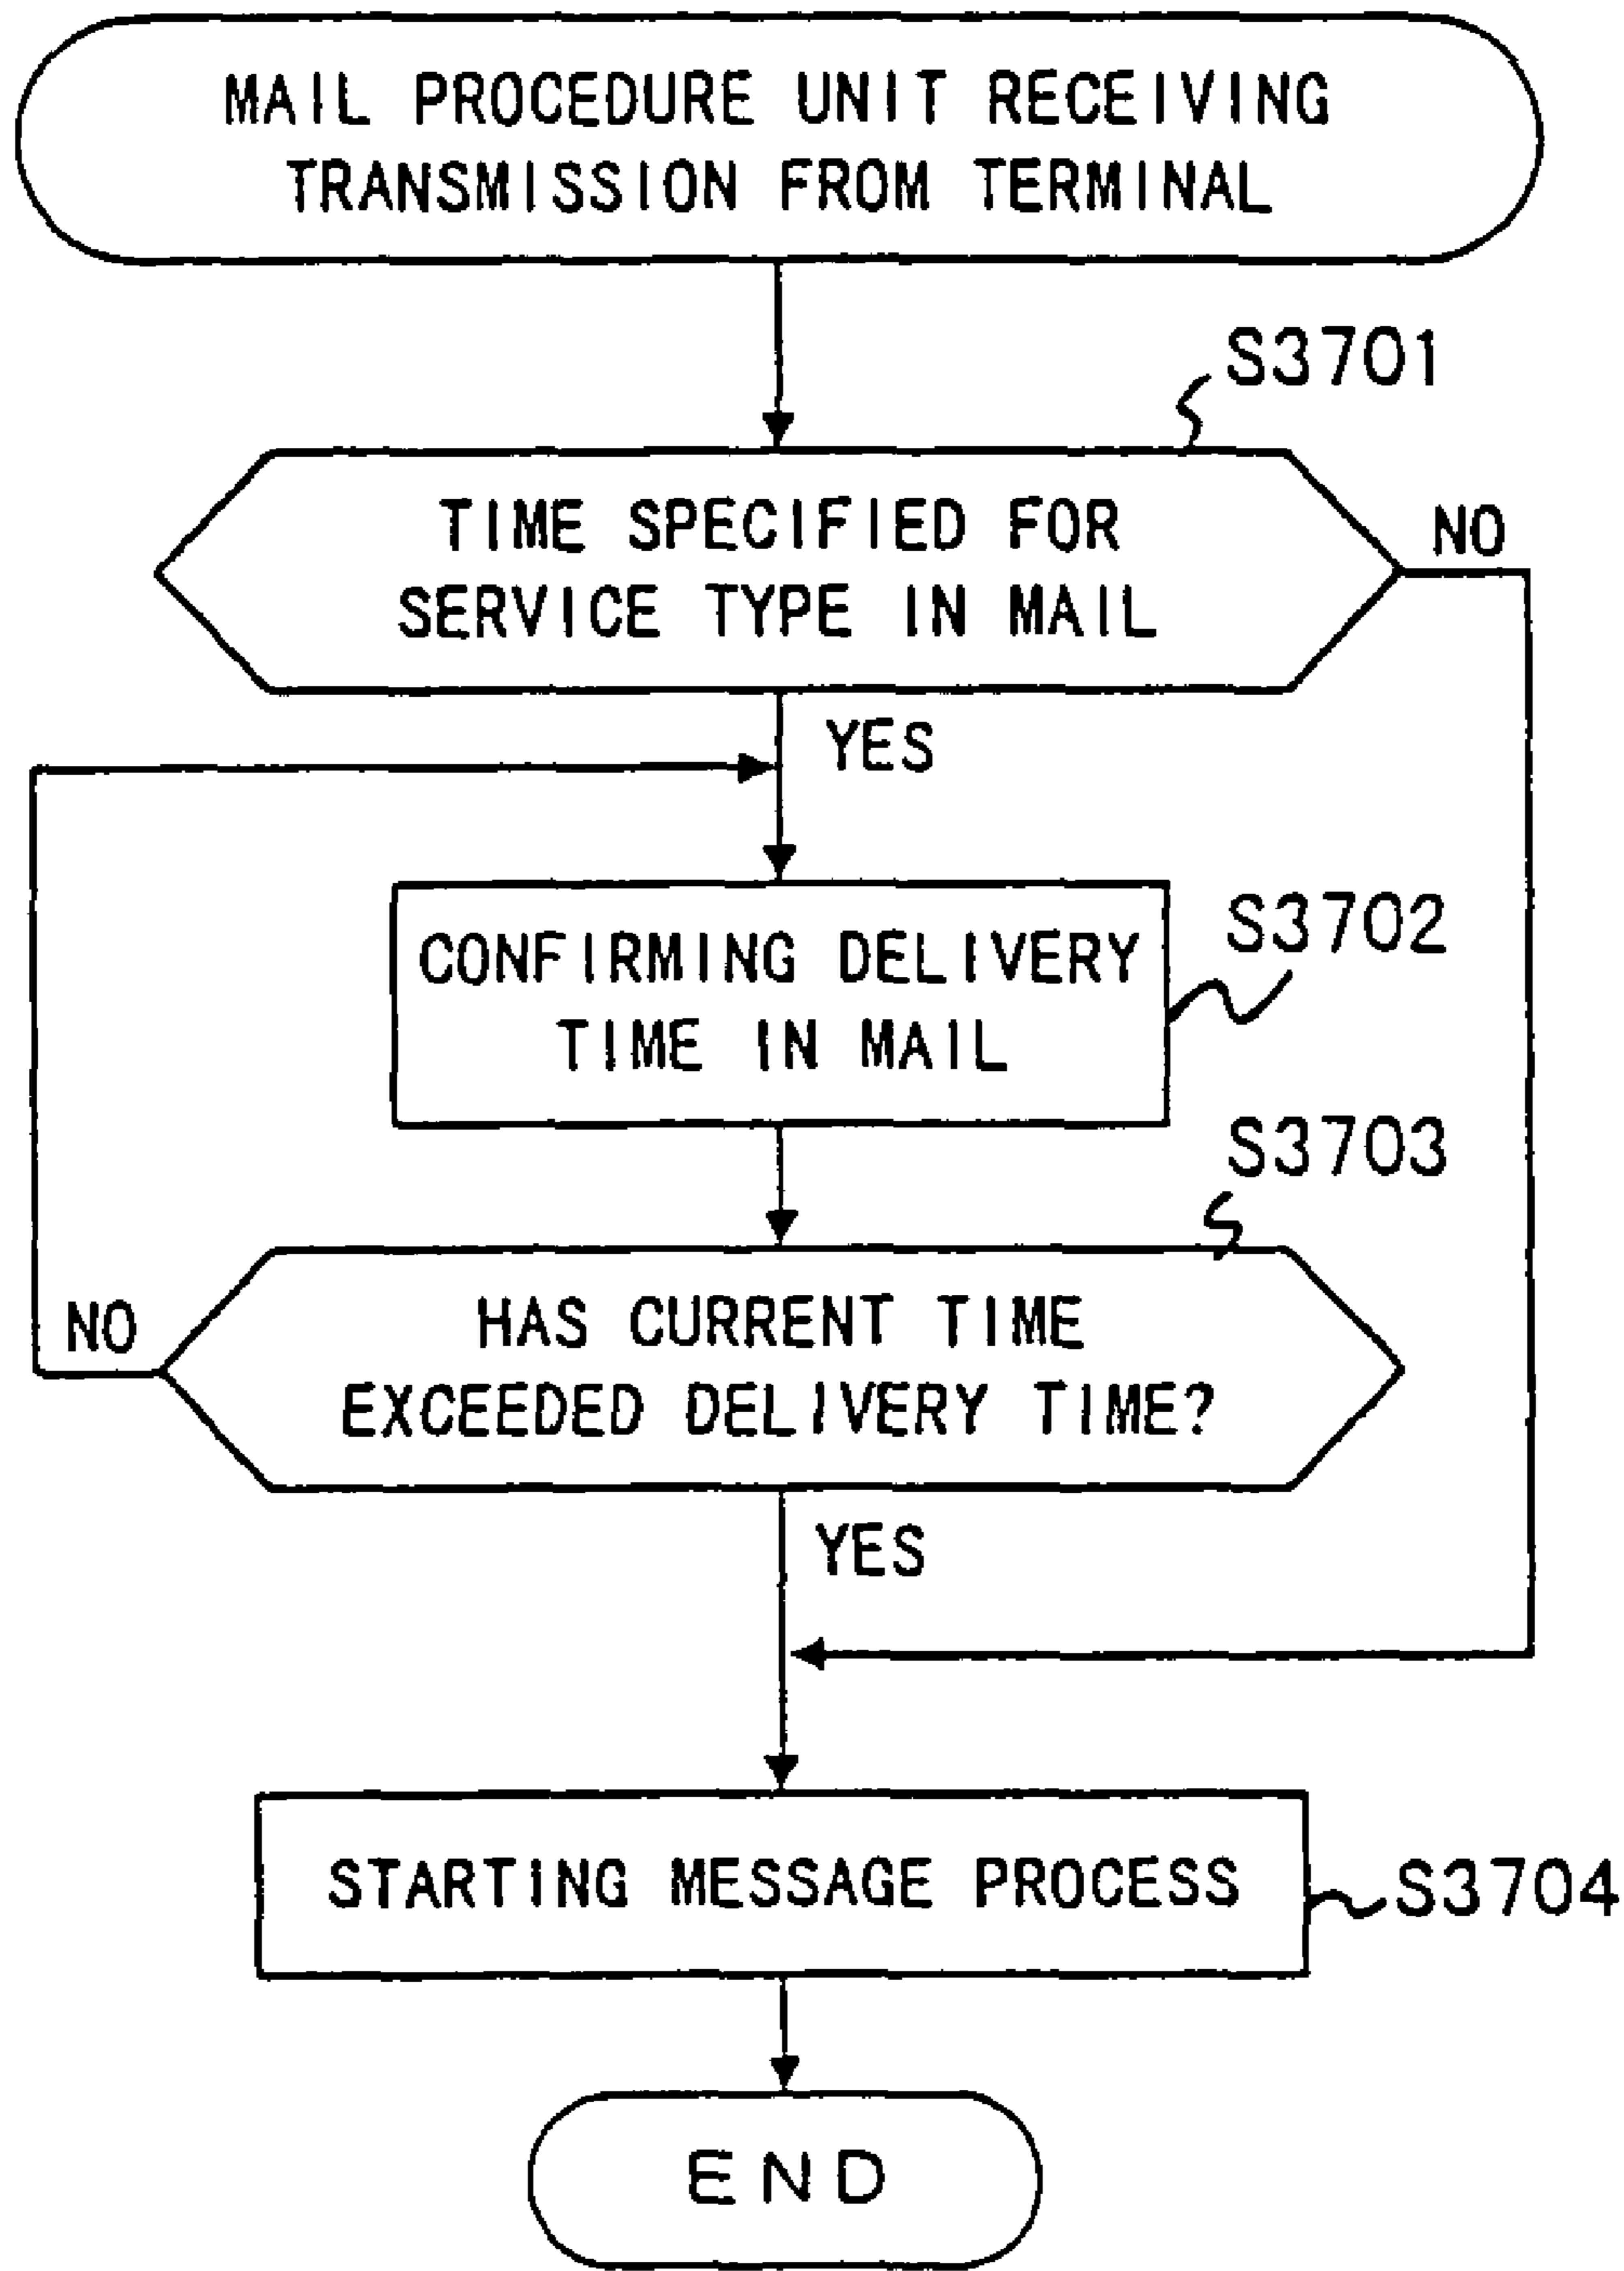 MAIL PROCEDURE UNIT RECEIVING
TRANSMISSION FROM TERMINAL
S3701
TIME SPECIFIED FOR
SERVICE TYPE IN MAIL
NO
YES
CONFIRMING DELIVERY
TIME IN MAIL
S3702
S3703
HAS CURRENT TIME
EXCEEDED DELIVERY TIME?
NO
YES
STARTING MESSAGE PROCESS
S3704
END